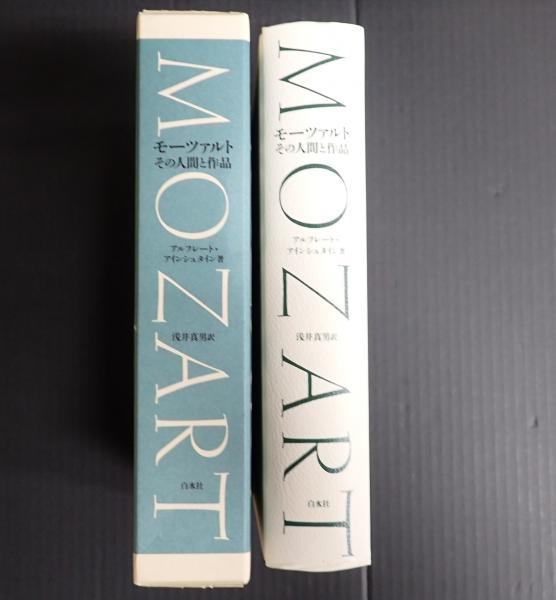 MOZART
モーツァルト
その人間と作品
アルフレート・
アインシュタイン著
浅井真男訳
白水社
MOZART
モーツァルト
その人間と作品
アルフレート・
アインシュタイン著
浅井真男訳
白水社